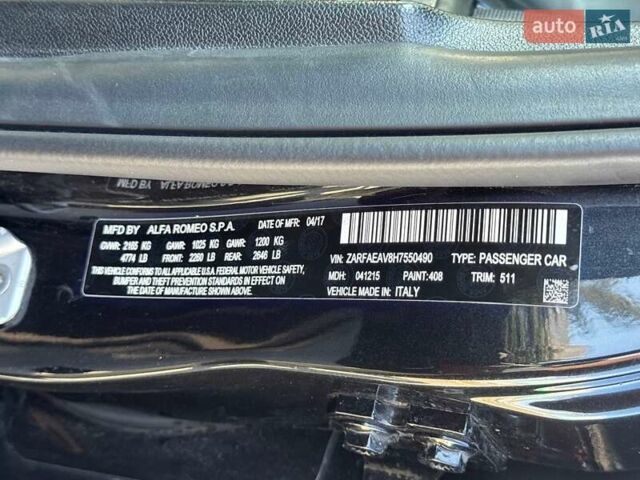 auto RIA
MFD BY ALFA ROMEO S.P.A. DATE OF MFR: 04/17
GVWR: 2165 KG GAWR: 1025 KG GAWR: 1200 KG
4774 LB FRONT: 2260 LB REAR: 2646 LB
THIS VEHICLE CONFORMS TO ALL APPLICABLE U.S.A. FEDERAL MOTOR VEHICLE SAFETY,
BUMPER AND THEFT PREVENTION STANDARDS IN EFFECT ON
THE DATE OF MANUFACTURE SHOWN ABOVE.
VIN: ZARFAEAV8H7550490 TYPE: PASSENGER CAR
MDH: 041215 PAINT: 408 TRIM: 511
VEHICLE MADE IN: ITALY